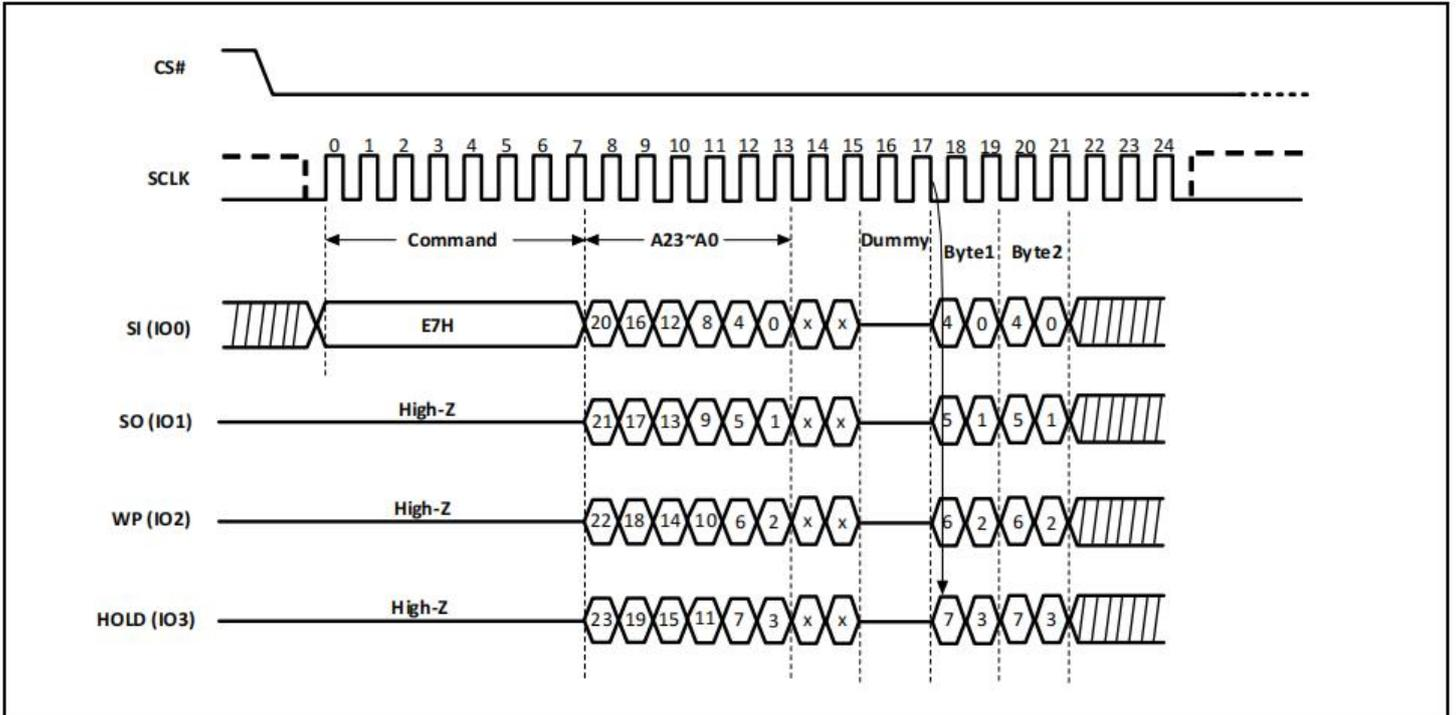 CS#
0 1 2 3 4 5 6 7 8 9 10 11 12 13 14 15 16 17 18 19 20 21 22 23 24
SCLK
Command A23~A0 Dummy Byte1 Byte2
SI (IO0) E7H 20 16 12 8 4 0 x x 4 0 4 0
SO (IO1) High-Z 21 17 13 9 5 1 x x 5 1 5 1
WP (IO2) High-Z 22 18 14 10 6 2 x x 6 2 6 2
HOLD (IO3) High-Z 23 19 15 11 7 3 x x 7 3 7 3